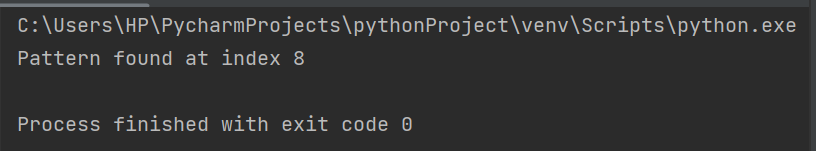 C:\Users\HP\PycharmProjects\pythonProject\venv\Scripts\python.exe
Pattern found at index 8
Process finished with exit code 0